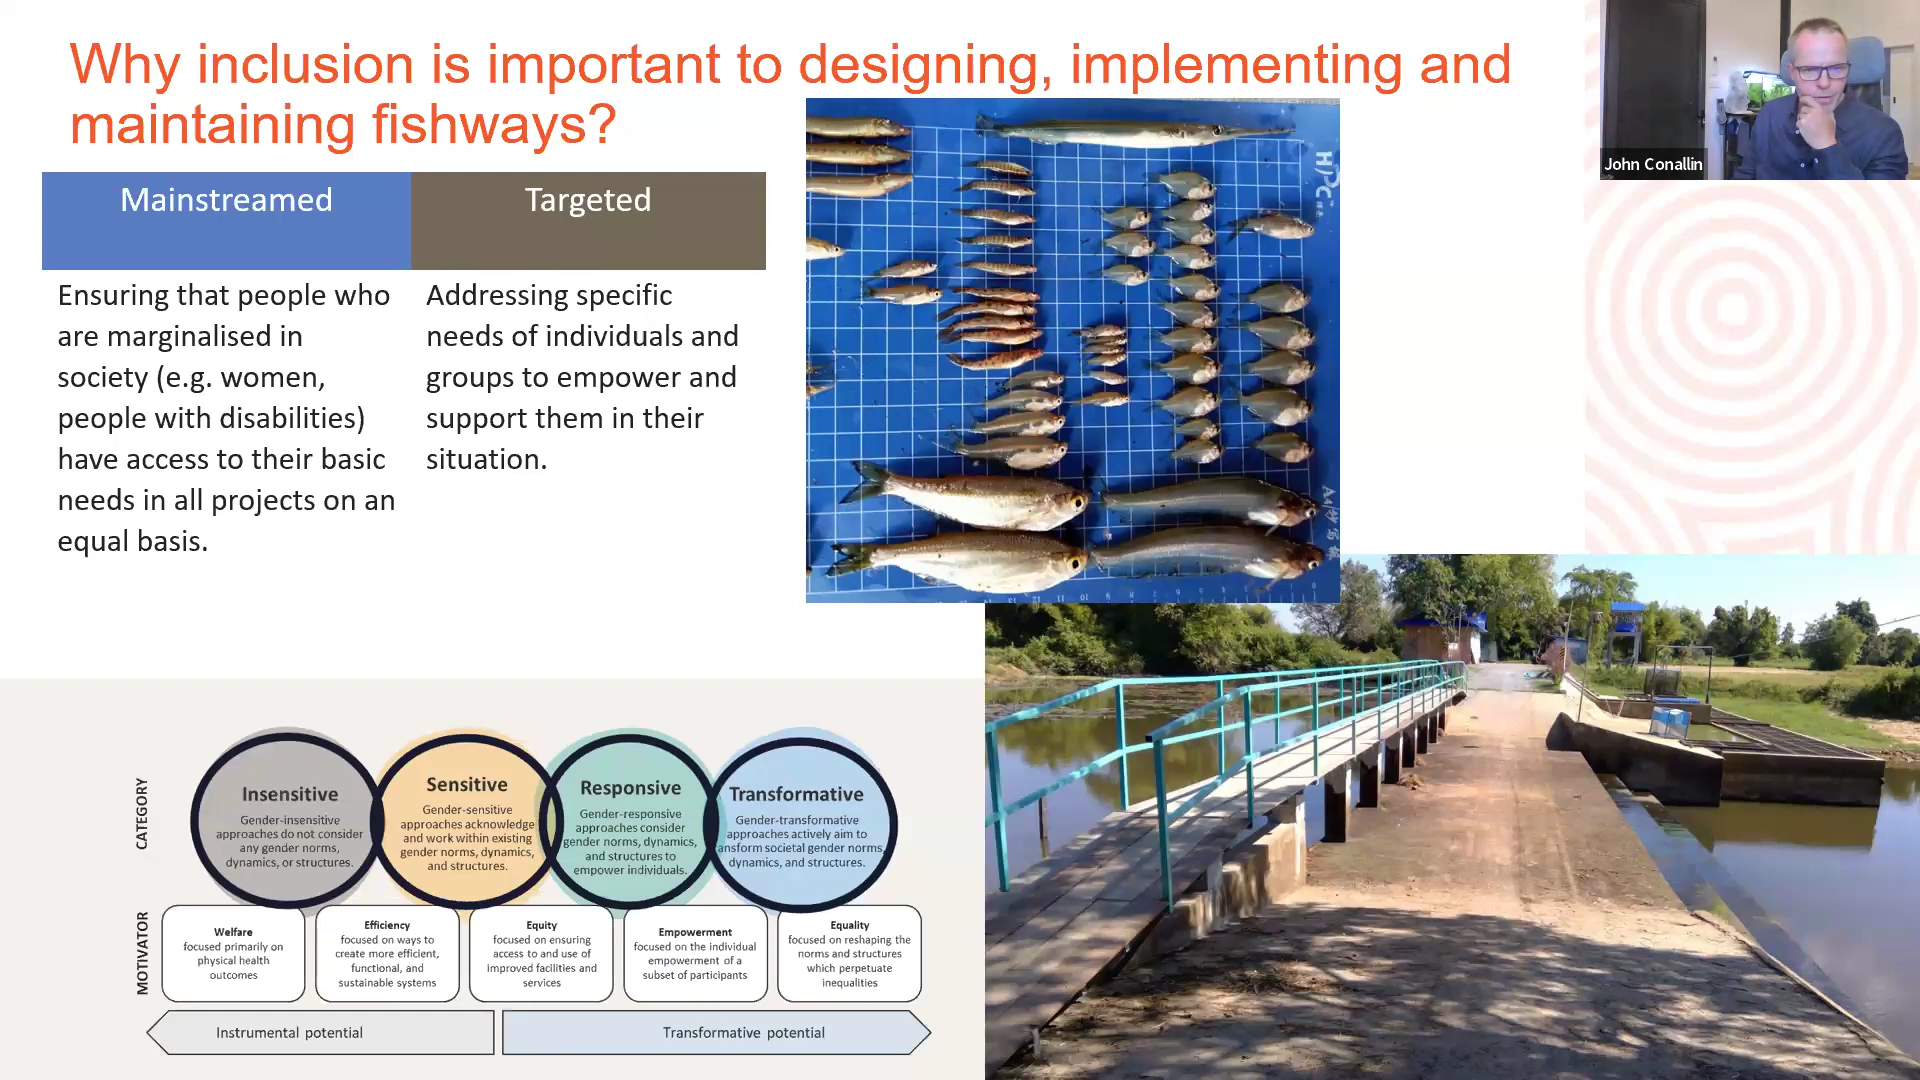 Why inclusion is important to designing, implementing and
maintaining fishways?
John Conallin
Mainstreamed
Targeted
Ensuring that people who
are marginalised in
society (e.g. women,
people with disabilities)
have access to their basic
needs in all projects on an
equal basis.
Addressing specific
needs of individuals and
groups to empower and
support them in their
situation.
CATEGORY
Insensitive
Gender-insensitive
approaches do not consider
any gender norms,
dynamics, or structures.
Sensitive
Gender-sensitive
approaches acknowledge
and work within existing
gender norms, dynamics,
and structures.
Responsive
Gender-responsive
approaches consider
gender norms, dynamics,
and structures to
empower individuals.
Transformative
Gender-transformative
approaches actively aim to
ansform societal gender norms,
dynamics, and structures.
MOTIVATOR
Welfare
focused primarily on
physical health
outcomes
Efficiency
focused on ways to
create more efficient,
functional, and
sustainable systems
Equity
focused on ensuring
access to and use of
improved facilities and
services
Empowerment
focused on the individual
empowerment of a
subset of participants
Equality
focused on reshaping the
norms and structures
which perpetuate
inequalities
Instrumental potential
Transformative potential